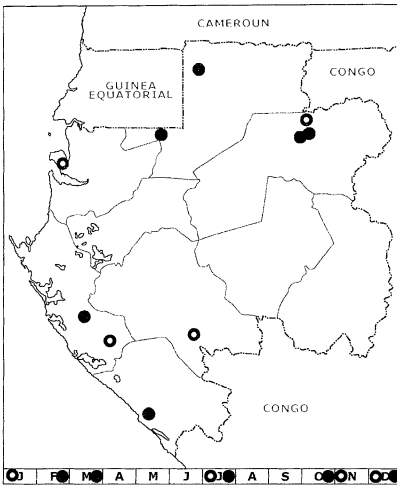 CAMEROUN
CONGO
GUINEA
EQUATORIAL
CONGO
J F M A M J J A S O N D